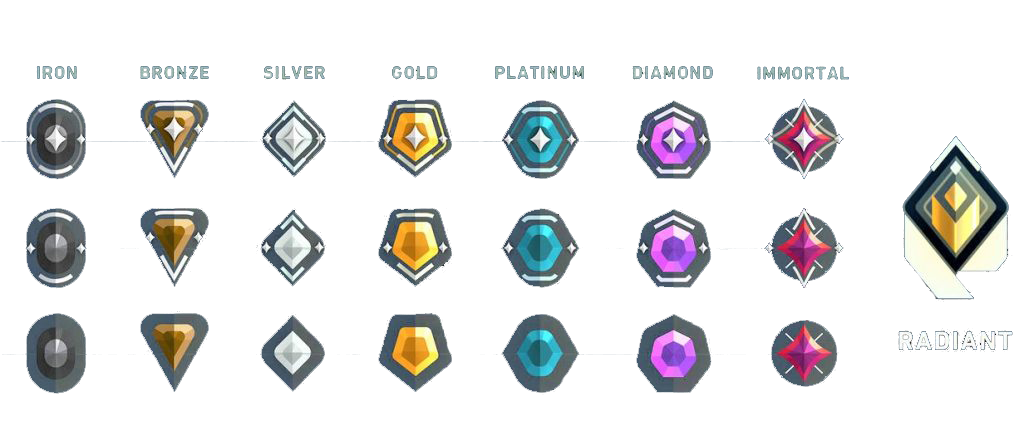 IRON
BRONZE
SILVER
GOLD
PLATINUM
DIAMOND
IMMORTAL
RADIANT